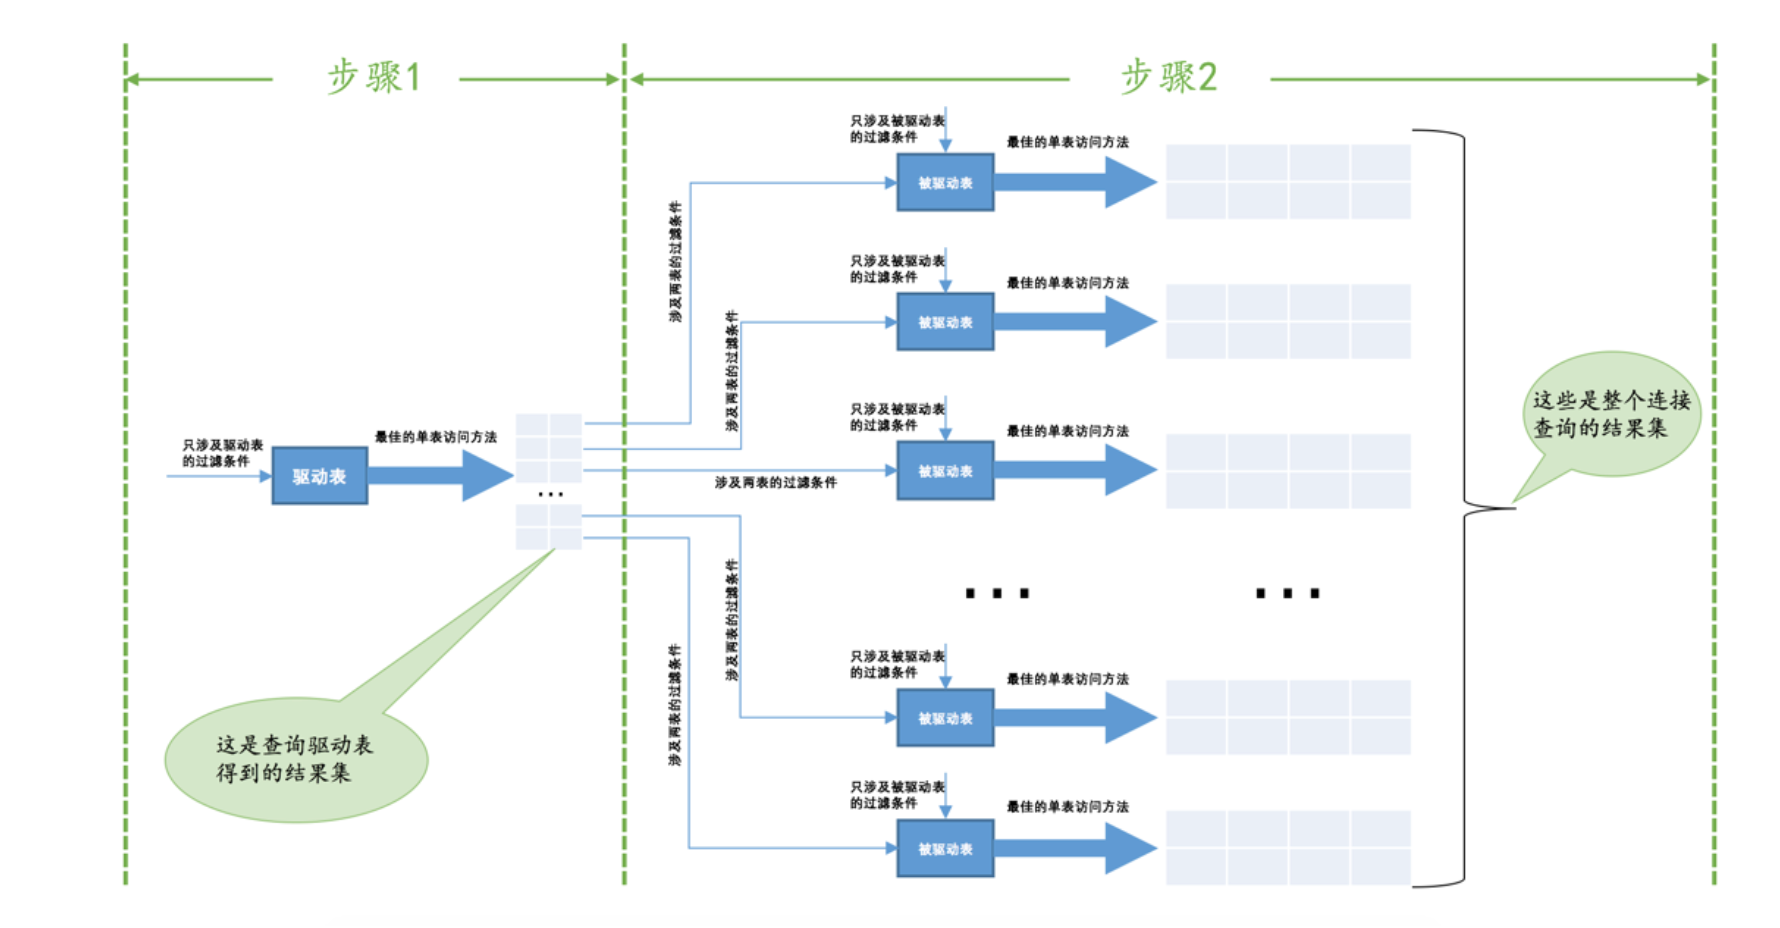 步骤1
步骤2
只涉及驱动表
的过滤条件
驱动表
最佳的单表访问方法
...
这是查询驱动表
得到的结果集
涉及两表的过滤条件
只涉及被驱动表
的过滤条件
被驱动表
最佳的单表访问方法
涉及两表的过滤条件
只涉及被驱动表
的过滤条件
被驱动表
最佳的单表访问方法
涉及两表的过滤条件
只涉及被驱动表
的过滤条件
被驱动表
最佳的单表访问方法
...
...
涉及两表的过滤条件
只涉及被驱动表
的过滤条件
被驱动表
最佳的单表访问方法
涉及两表的过滤条件
只涉及被驱动表
的过滤条件
被驱动表
最佳的单表访问方法
这些是整个连接
查询的结果集